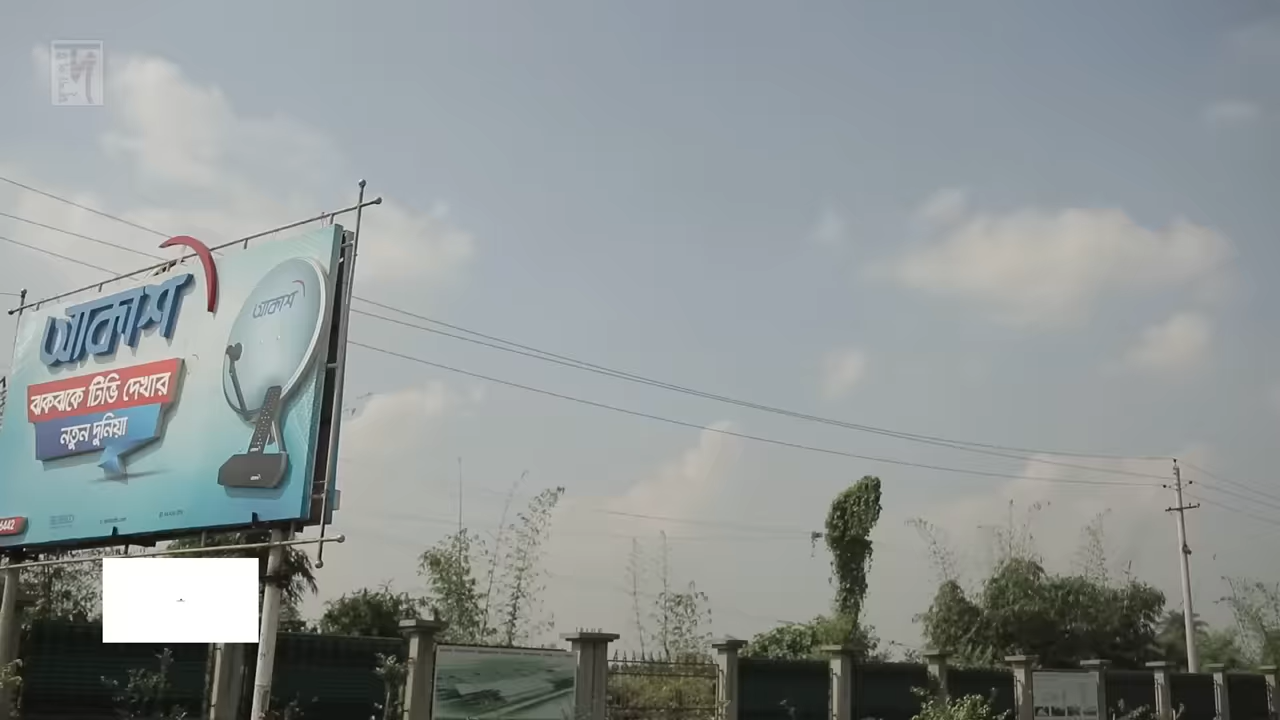 আকাশ
ঝকঝকে টিভি দেখার
নতুন দুনিয়া
আকাশ